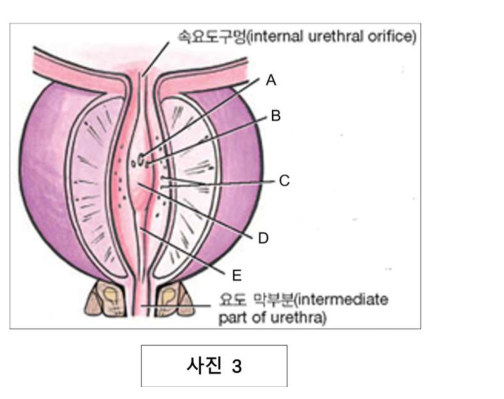 속요도구멍(internal urethral orifice)
A
B
C
D
E
요도 막부분(intermediate
part of urethra)
사진 3